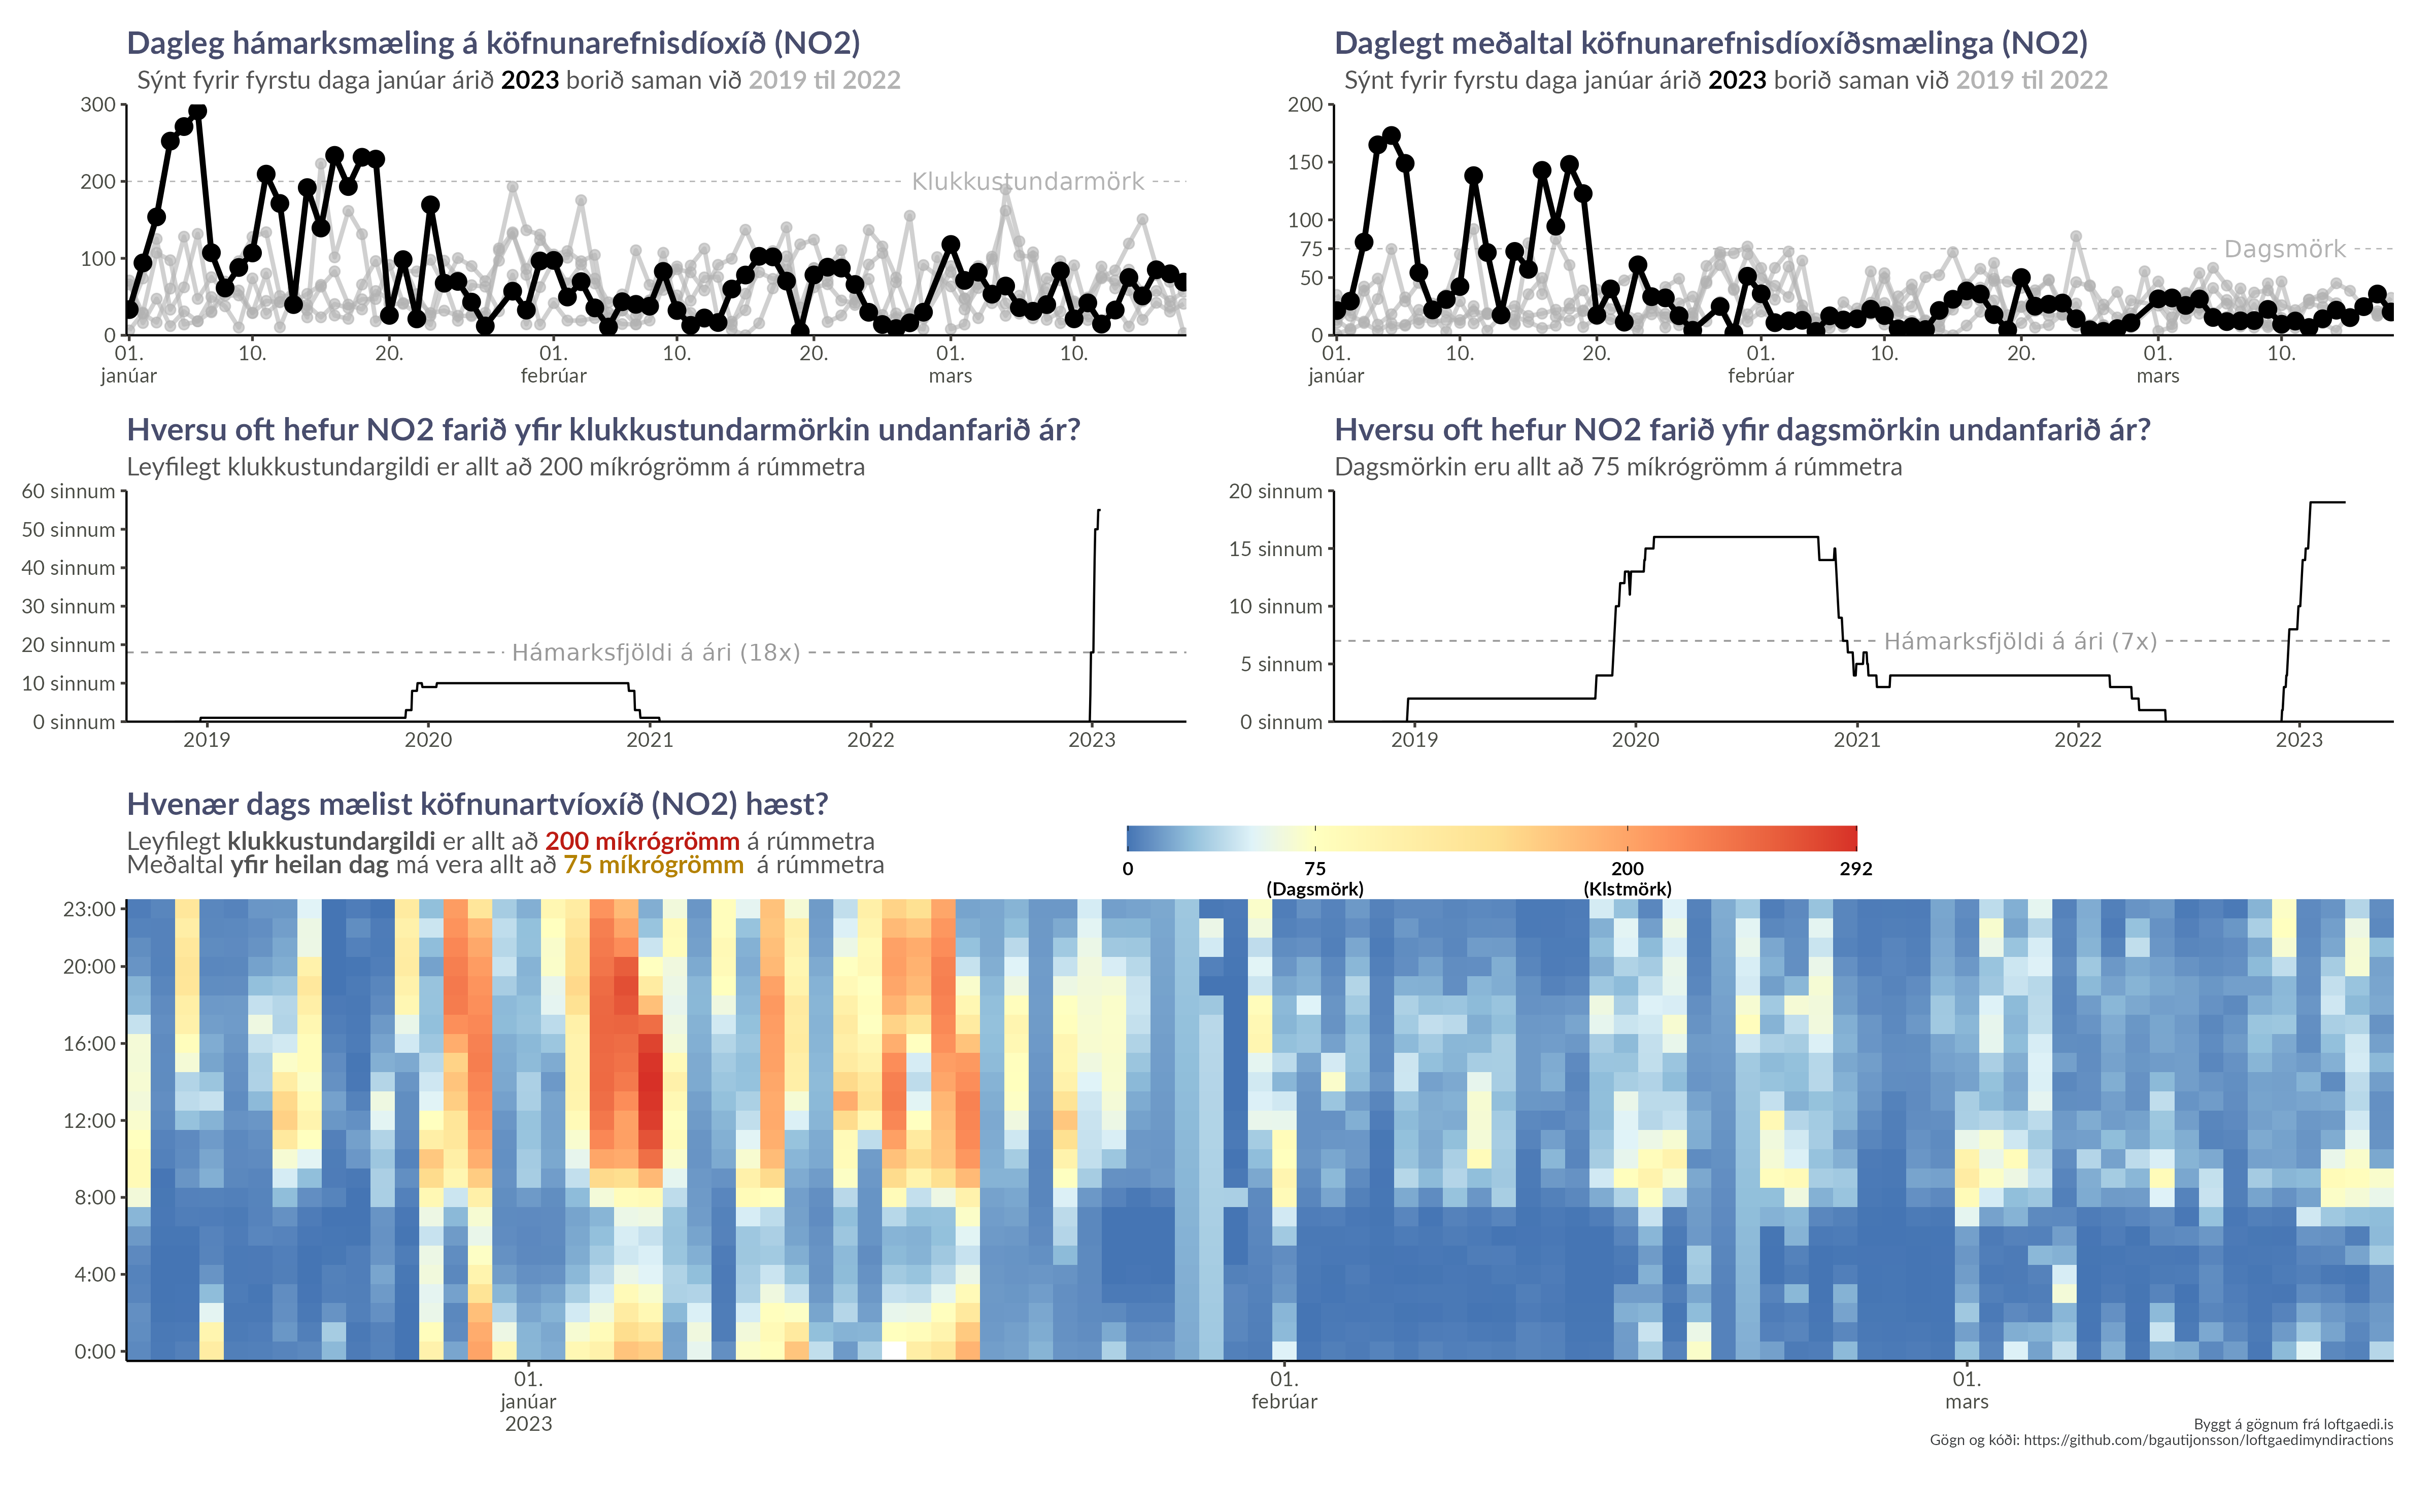 Dagleg hámarksmæling á köfnunarefnisdíoxíð (NO2)
Sýnt fyrir fyrstu daga janúar árið 2023 borið saman við 2019 til 2022
300
200
100
0
Klukkustundarmörk
01.
janúar
10.
20.
01.
febrúar
10.
20.
01.
mars
10.
Daglegt meðaltal köfnunarefnisdíoxíðsmælinga (NO2)
Sýnt fyrir fyrstu daga janúar árið 2023 borið saman við 2019 til 2022
200
150
100
75
50
0
Dagsmörk
01.
janúar
10.
20.
01.
febrúar
10.
20.
01.
mars
10.
Hversu oft hefur NO2 farið yfir klukkustundarmörkin undanfarið ár?
Leyfilegt klukkustundargildi er allt að 200 míkrógrömm á rúmmetra
60 sinnum
50 sinnum
40 sinnum
30 sinnum
20 sinnum
10 sinnum
0 sinnum
Hámarksfjöldi á ári (18x)
2019
2020
2021
2022
2023
Hversu oft hefur NO2 farið yfir dagsmörkin undanfarið ár?
Dagsmörkin eru allt að 75 míkrógrömm á rúmmetra
20 sinnum
15 sinnum
10 sinnum
5 sinnum
0 sinnum
Hámarksfjöldi á ári (7x)
2019
2020
2021
2022
2023
Hvenær dags mælist köfnunartvíoxíð (NO2) hæst?
Leyfilegt klukkustundargildi er allt að 200 míkrógrömm á rúmmetra
Meðaltal yfir heilan dag má vera allt að 75 míkrógrömm á rúmmetra
0
75
(Dagsmörk)
200
(Klstmörk)
292
23:00
20:00
16:00
12:00
8:00
4:00
0:00
01.
janúar
2023
01.
febrúar
01.
mars
Byggt á gögnum frá loftgaedi.is
Gögn og kóði: https://github.com/bgautijonsson/loftgaedimyndiractions